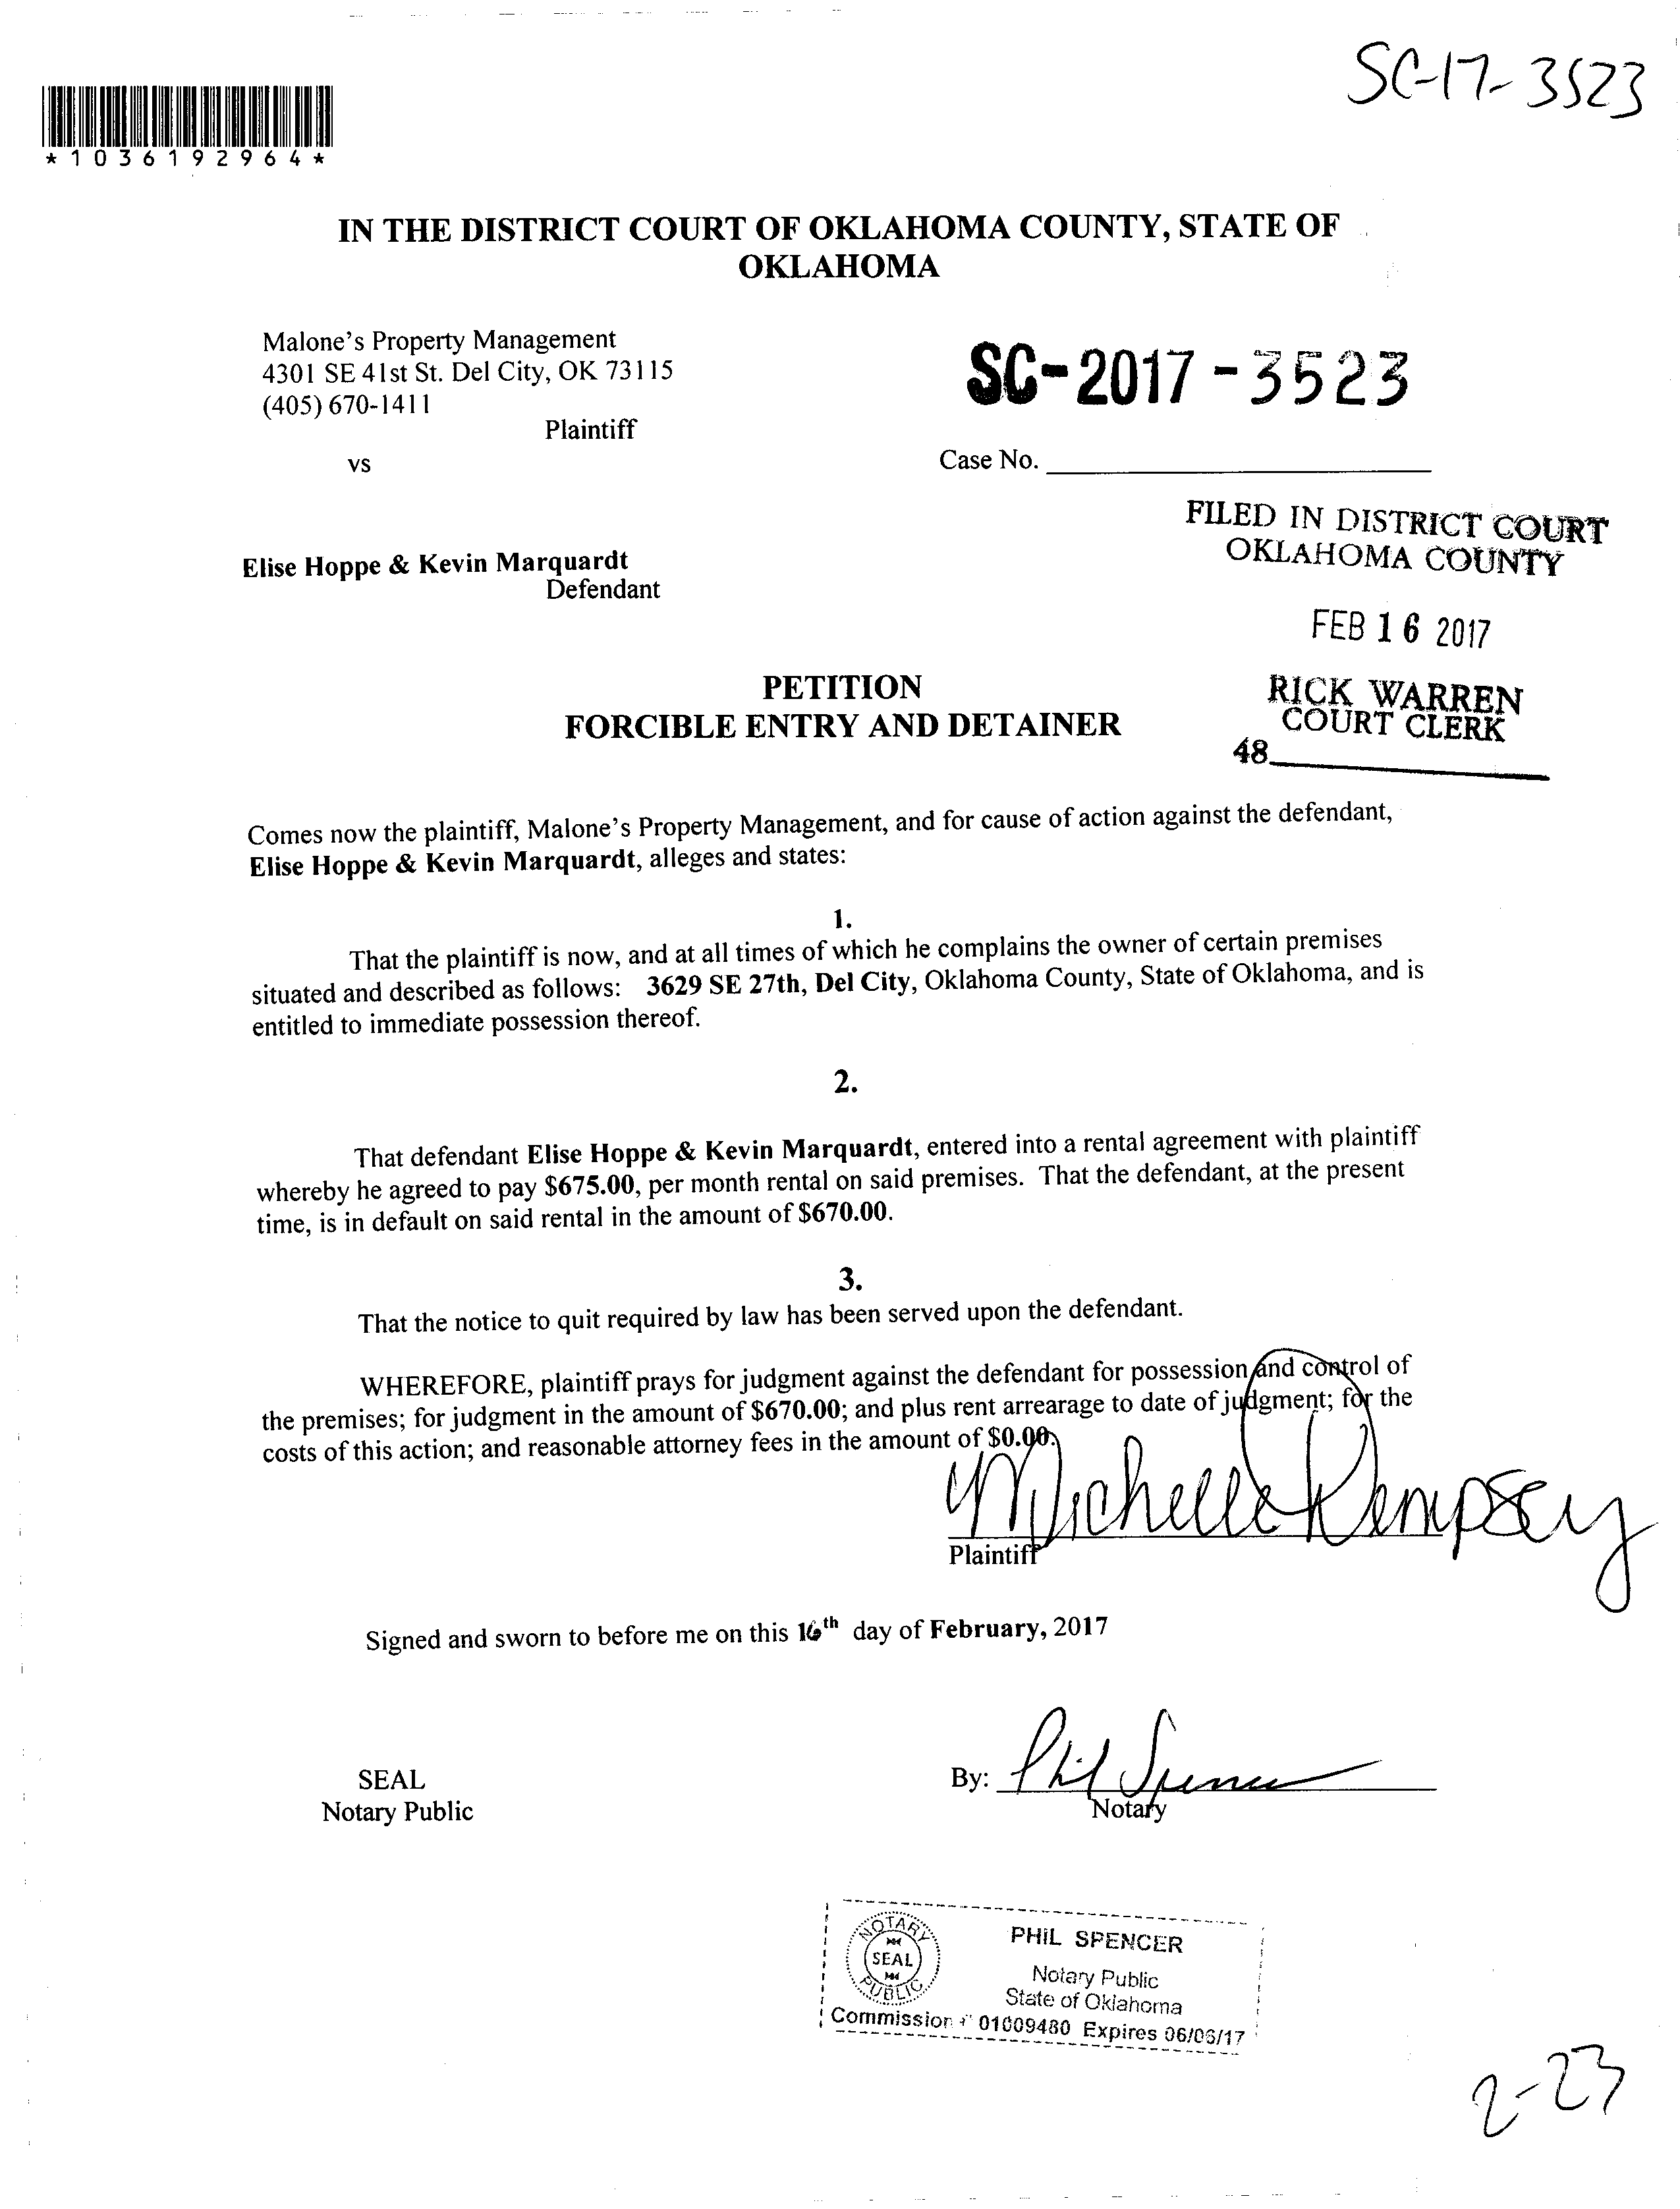 SC-17-3523
*1036192964*
IN THE DISTRICT COURT OF OKLAHOMA COUNTY, STATE OF
OKLAHOMA
Malone's Property Management
4301 SE 41st St. Del City, OK 73115
(405) 670-1411
Plaintiff
vs
SC-2017-3523
Case No.
FILED IN DISTRICT COURT
OKLAHOMA COUNTY
Elise Hoppe & Kevin Marquardt
Defendant
FEB 16 2017
RICK WARREN
COURT CLERK
48
PETITION
FORCIBLE ENTRY AND DETAINER
Comes now the plaintiff, Malone's Property Management, and for cause of action against the defendant,
Elise Hoppe & Kevin Marquardt, alleges and states:
1.
That the plaintiff is now, and at all times of which he complains the owner of certain premises
situated and described as follows: 3629 SE 27th, Del City, Oklahoma County, State of Oklahoma, and is
entitled to immediate possession thereof.
2.
That defendant Elise Hoppe & Kevin Marquardt, entered into a rental agreement with plaintiff
whereby he agreed to pay $675.00, per month rental on said premises. That the defendant, at the present
time, is in default on said rental in the amount of $670.00.
3.
That the notice to quit required by law has been served upon the defendant.
WHEREFORE, plaintiff prays for judgment against the defendant for possession and control of
the premises; for judgment in the amount of $670.00; and plus rent arrearage to date of judgment; for the
costs of this action; and reasonable attorney fees in the amount of $0.00.
Michelle Dempsey
Plaintiff
Signed and sworn to before me on this 16th day of February, 2017
SEAL
Notary Public
By: Phil Spencer
Notary
NOTARY
SEAL
PUBLIC
PHIL SPENCER
Notary Public
State of Oklahoma
Commission # 01009480 Expires 06/06/17
2-23